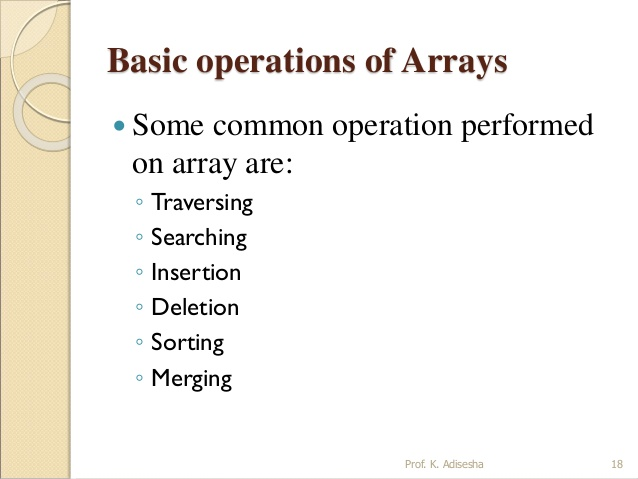 Basic operations of Arrays
Some common operation performed
on array are:
Traversing
Searching
Insertion
Deletion
Sorting
Merging
Prof. K. Adisesha 18